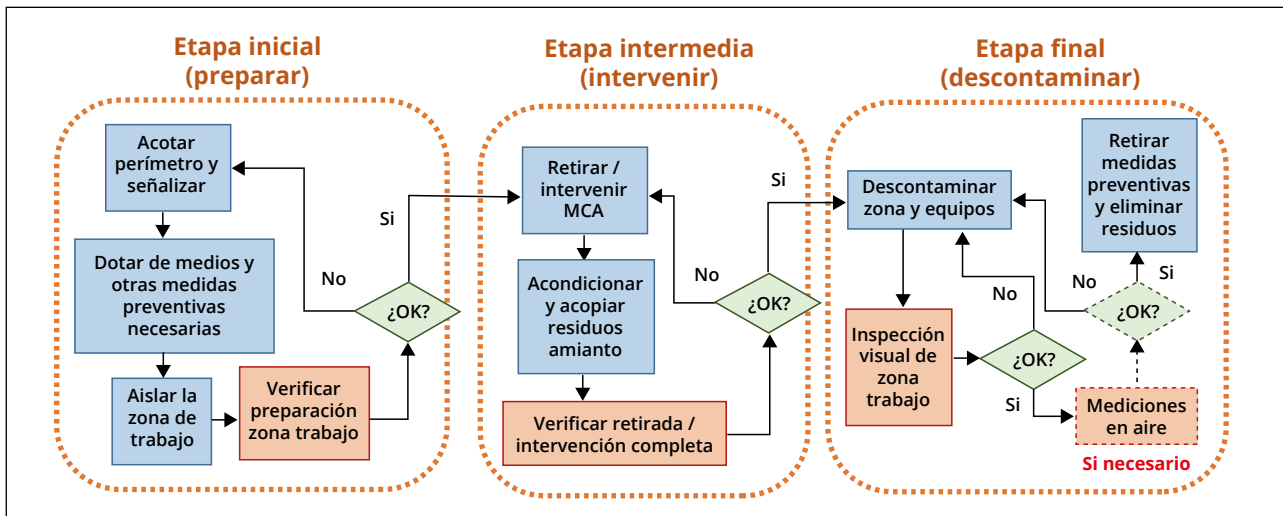 Etapa inicial
(preparar)
Acotar
perímetro y
señalizar
Dotar de medios y
otras medidas
preventivas
necesarias
Aislar la
zona de
trabajo
Verificar
preparación
zona trabajo
¿OK?
No
Si
Etapa intermedia
(intervenir)
Retirar /
intervenir
MCA
Acondicionar
y acopiar
residuos
amianto
Verificar retirada /
intervención completa
¿OK?
No
Si
Etapa final
(descontaminar)
Descontaminar
zona y equipos
Inspección
visual de
zona
trabajo
¿OK?
No
Si
Mediciones
en aire
Si necesario
¿OK?
No
Si
Retirar
medidas
preventivas
y eliminar
residuos